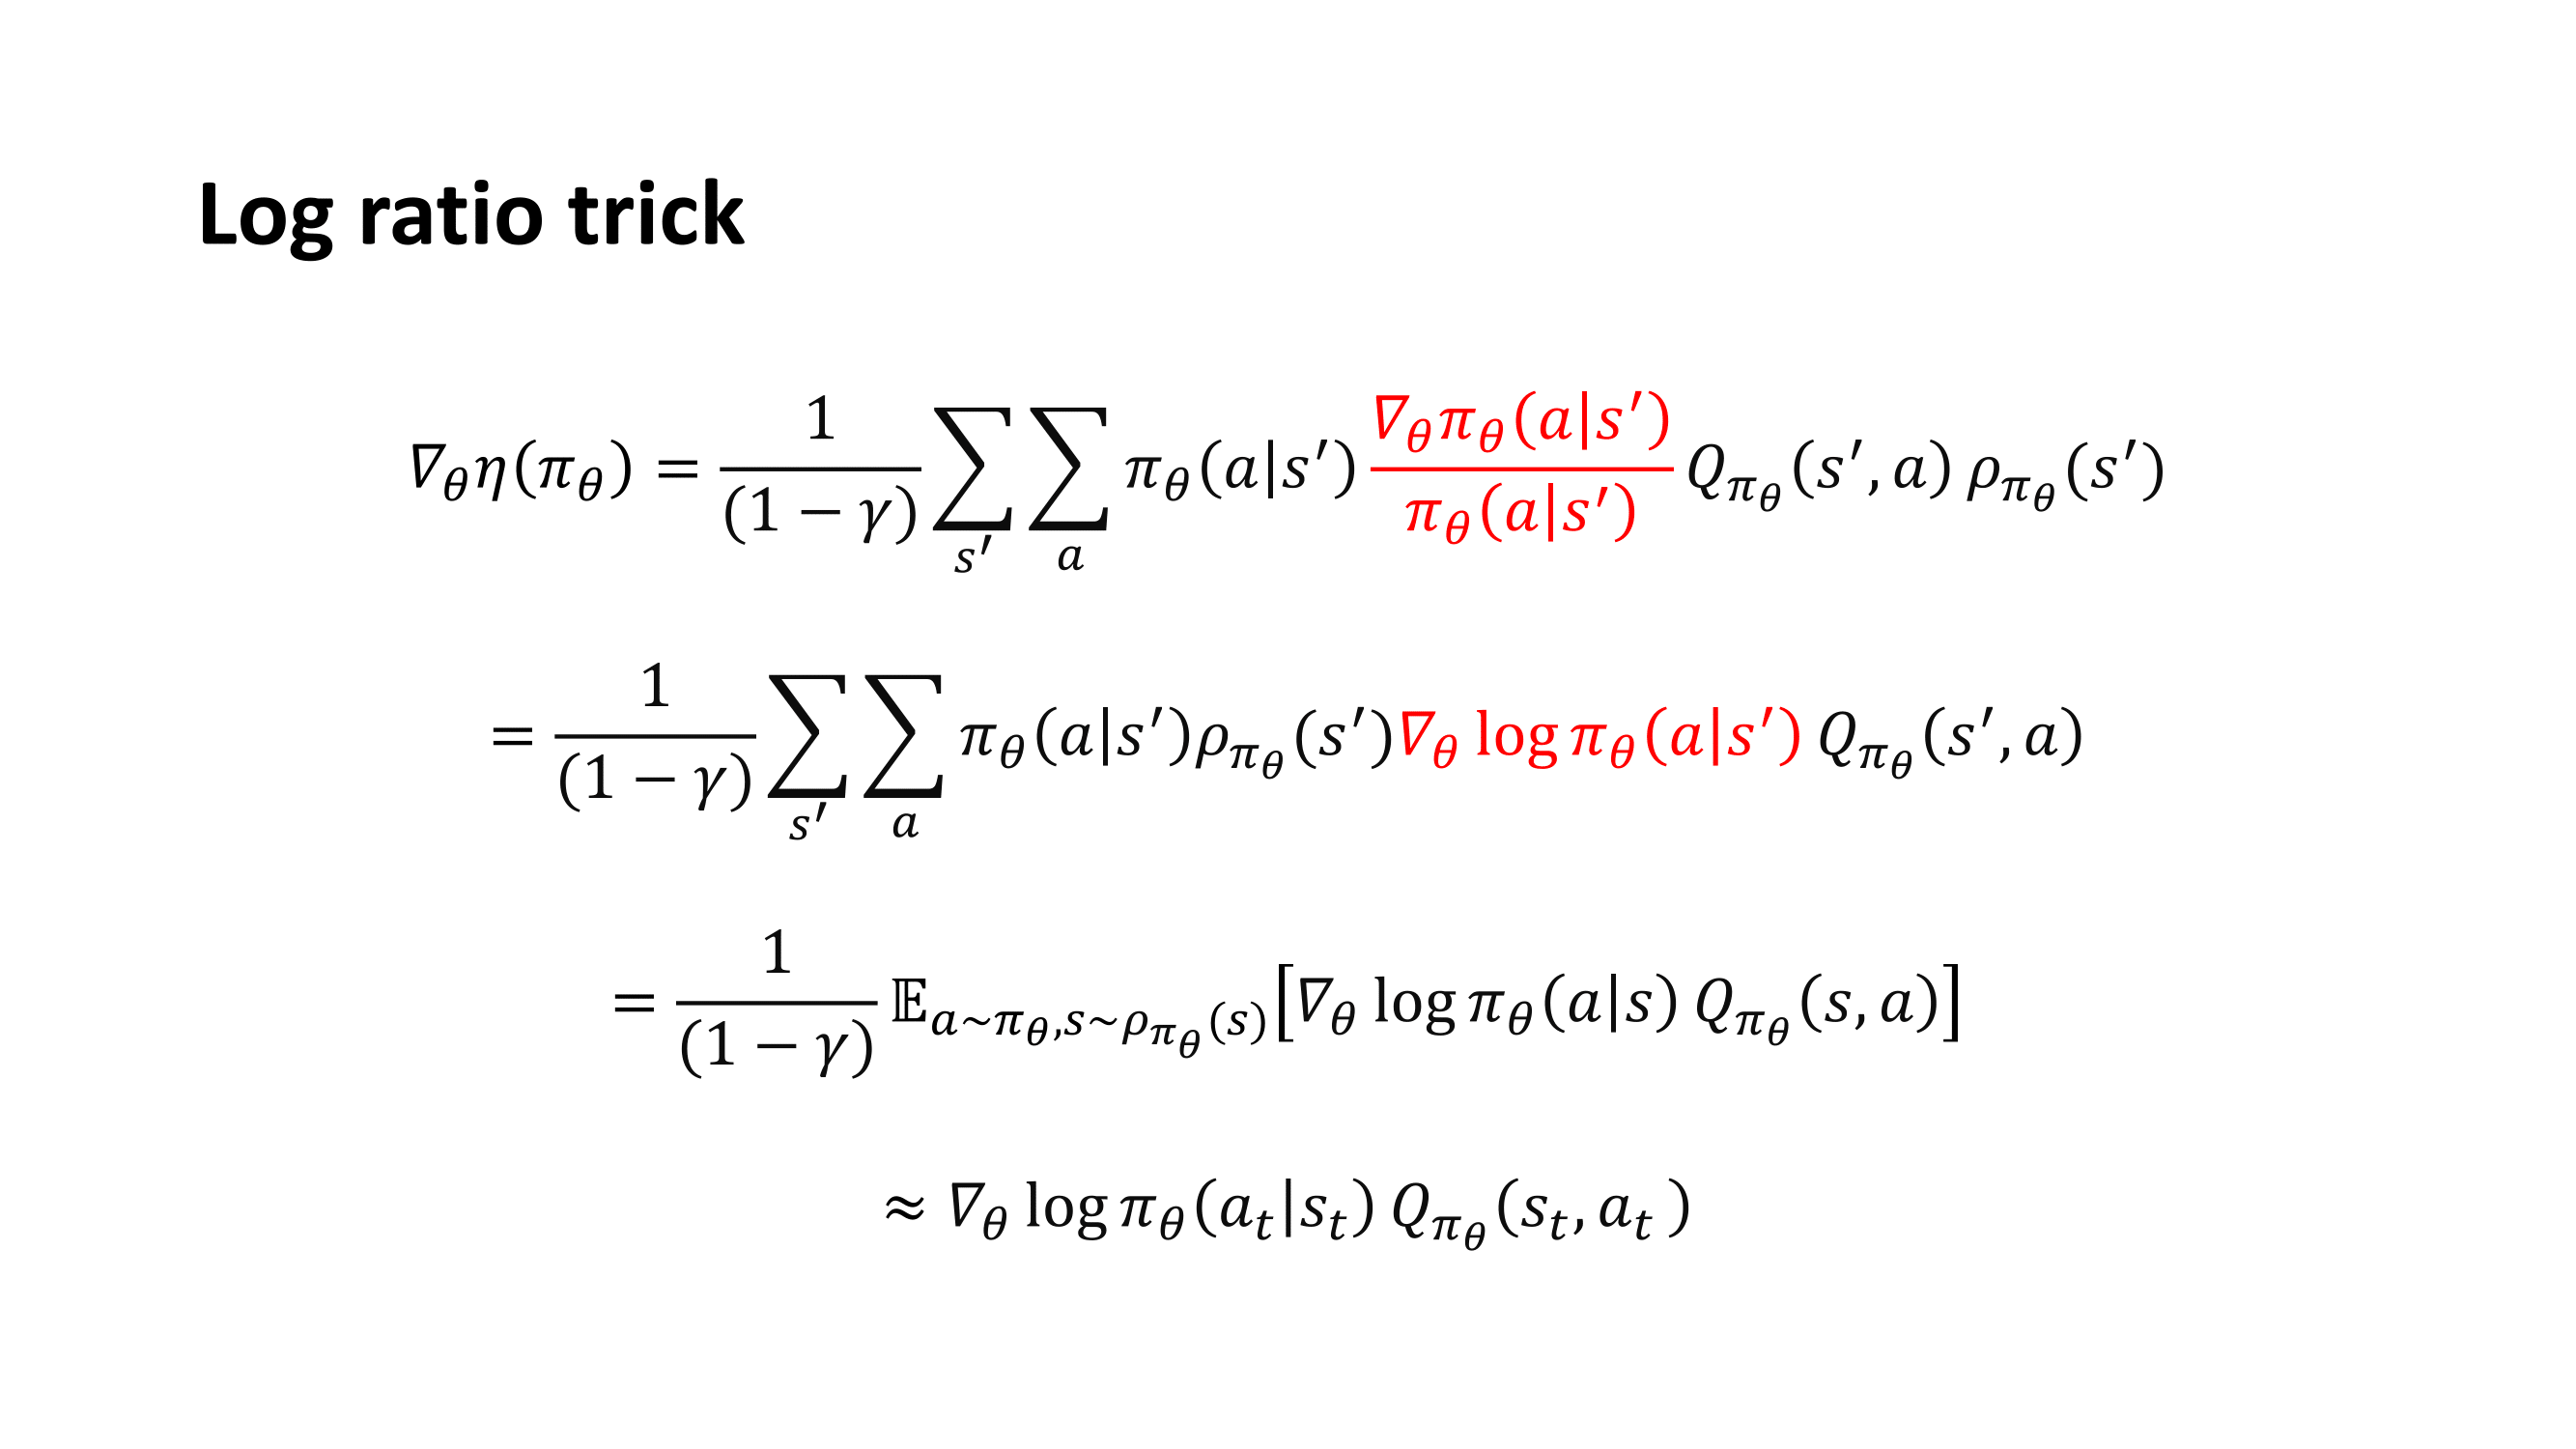 Log ratio trick
$\nabla_\theta \eta(\pi_\theta) = \frac{1}{(1-\gamma)} \sum_{s'} \sum_{a} \pi_\theta(a|s') \frac{\nabla_\theta \pi_\theta(a|s')}{\pi_\theta(a|s')} Q_{\pi_\theta}(s', a) \, \rho_{\pi_\theta}(s')$
$= \frac{1}{(1-\gamma)} \sum_{s'} \sum_{a} \pi_\theta(a|s') \rho_{\pi_\theta}(s') \nabla_\theta \log \pi_\theta(a|s') \, Q_{\pi_\theta}(s', a)$
$= \frac{1}{(1-\gamma)} \mathbb{E}_{a \sim \pi_\theta, s \sim \rho_{\pi_\theta}(s)} [\nabla_\theta \log \pi_\theta(a|s) \, Q_{\pi_\theta}(s, a)]$
$\approx \nabla_\theta \log \pi_\theta(a_t|s_t) \, Q_{\pi_\theta}(s_t, a_t)$